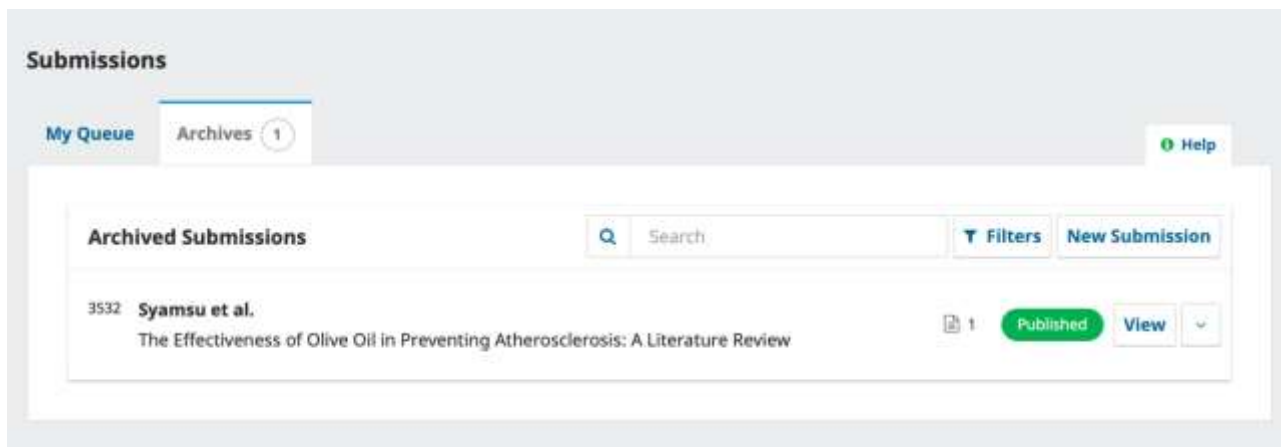 Submissions
My Queue Archives 1
Help
Archived Submissions Search Filters New Submission
3532 Syamsu et al. 1 Published View
The Effectiveness of Olive Oil in Preventing Atherosclerosis: A Literature Review